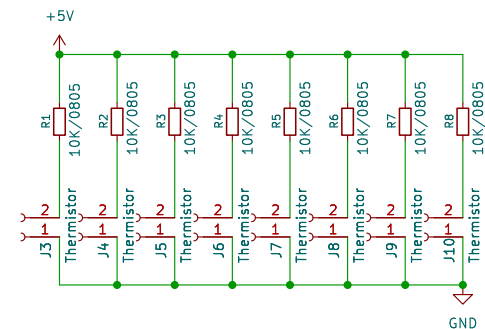 +5V
R1 10K/0805
R2 10K/0805
R3 10K/0805
R4 10K/0805
R5 10K/0805
R6 10K/0805
R7 10K/0805
R8 10K/0805
2 1 J3 Thermistor
2 1 J4 Thermistor
2 1 J5 Thermistor
2 1 J6 Thermistor
2 1 J7 Thermistor
2 1 J8 Thermistor
2 1 J9 Thermistor
2 1 J10 Thermistor
GND